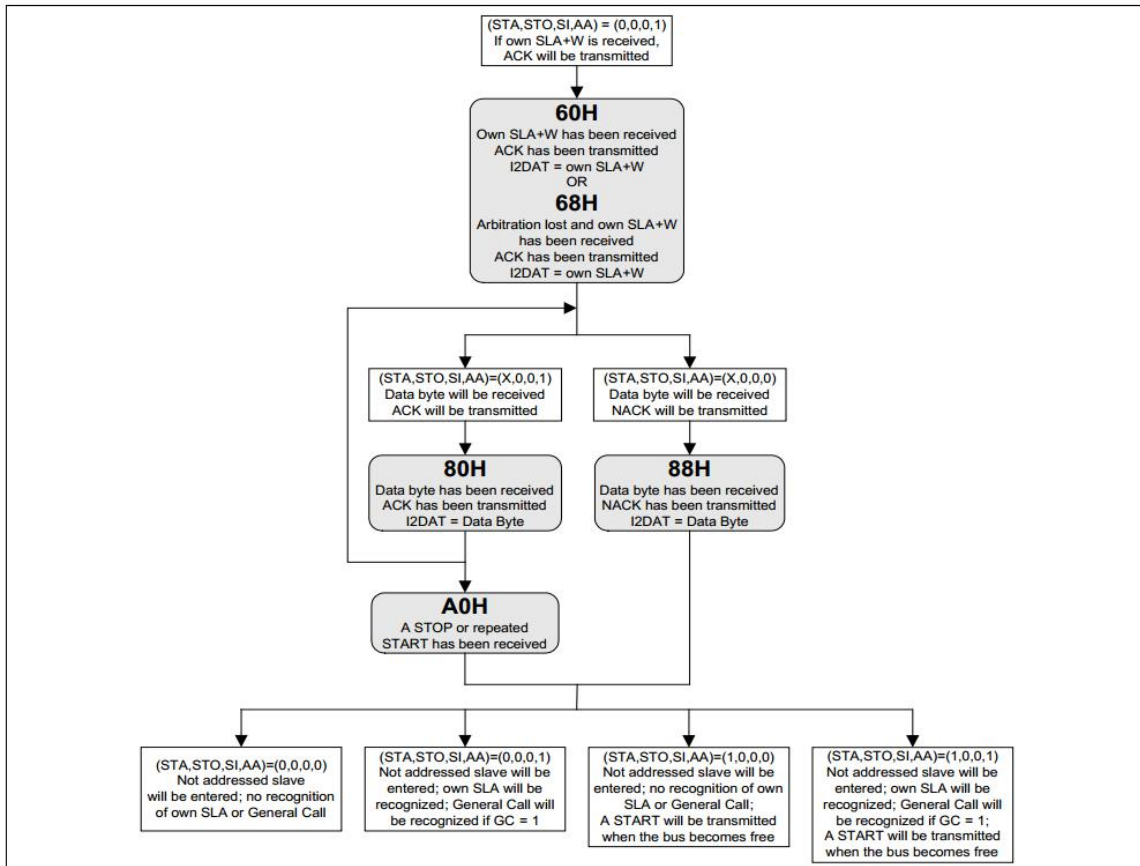 (STA,STO,SI,AA) = (0,0,0,1)
If own SLA+W is received,
ACK will be transmitted
60H
Own SLA+W has been received
ACK has been transmitted
I2DAT = own SLA+W
OR
68H
Arbitration lost and own SLA+W
has been received
ACK has been transmitted
I2DAT = own SLA+W
(STA,STO,SI,AA)=(X,0,0,1)
Data byte will be received
ACK will be transmitted
(STA,STO,SI,AA)=(X,0,0,0)
Data byte will be received
NACK will be transmitted
80H
Data byte has been received
ACK has been transmitted
I2DAT = Data Byte
88H
Data byte has been received
NACK has been transmitted
I2DAT = Data Byte
A0H
A STOP or repeated
START has been received
(STA,STO,SI,AA)=(0,0,0,0)
Not addressed slave
will be entered; no recognition
of own SLA or General Call
(STA,STO,SI,AA)=(0,0,0,1)
Not addressed slave will be
entered; own SLA will be
recognized; General Call will
be recognized if GC = 1
(STA,STO,SI,AA)=(1,0,0,0)
Not addressed slave will be
entered; no recognition of own
SLA or General Call;
A START will be transmitted
when the bus becomes free
(STA,STO,SI,AA)=(1,0,0,1)
Not addressed slave will be
entered; own SLA will be
recognized; General Call will
be recognized if GC = 1;
A START will be transmitted
when the bus becomes free